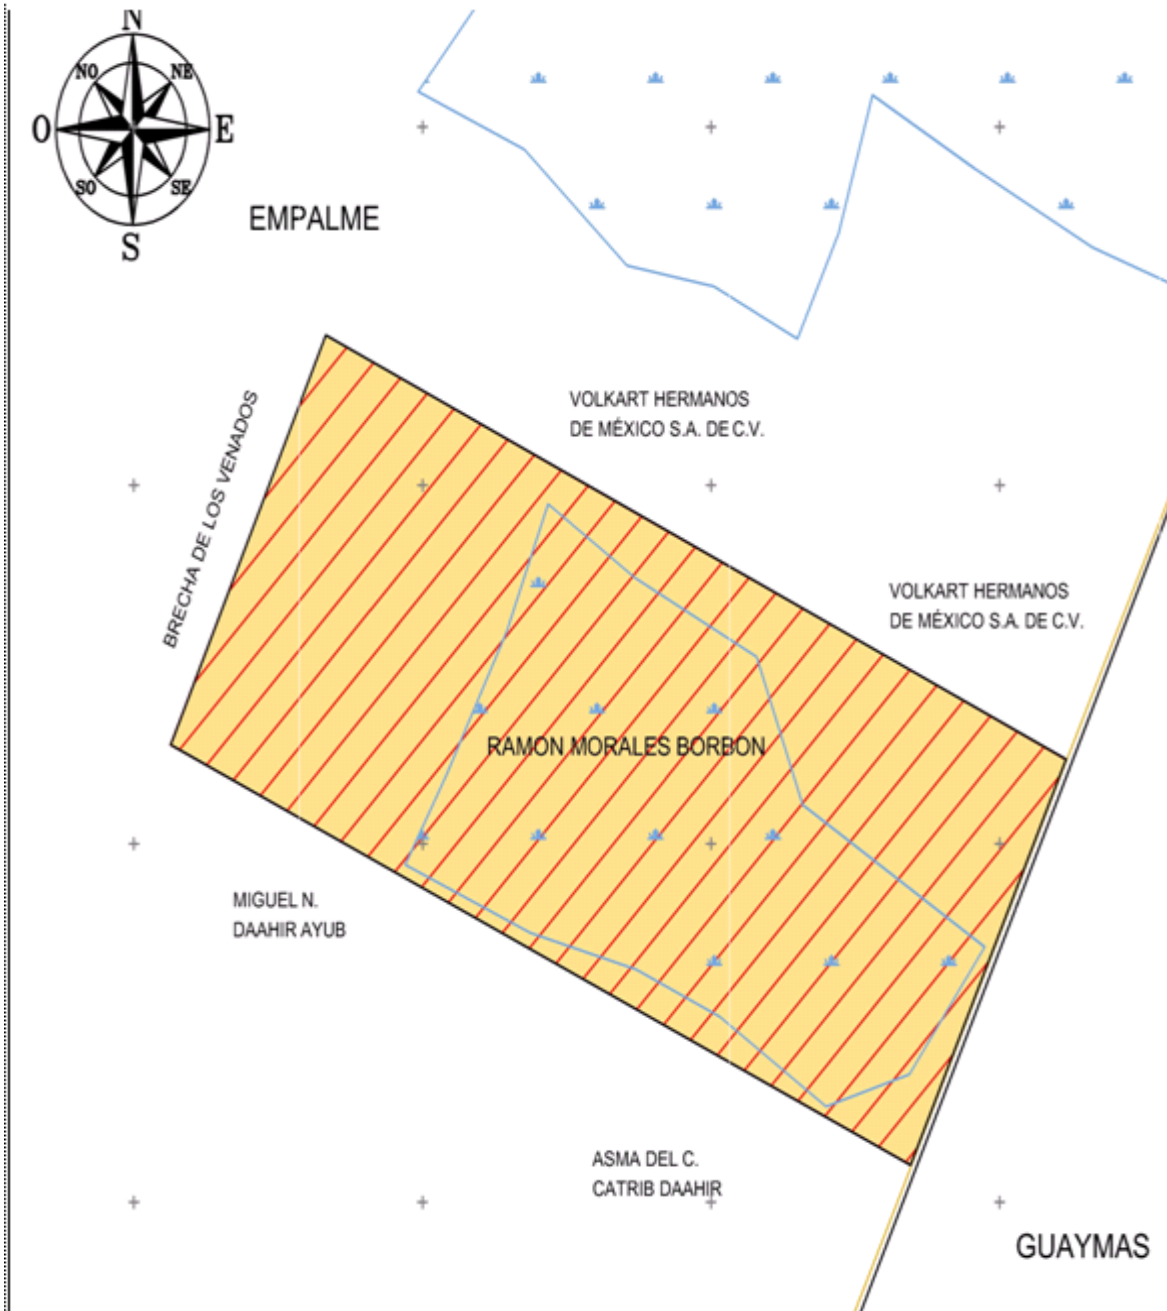 N
NO
NE
O
E
SO
SE
S
EMPALME
VOLKART HERMANOS
DE MÉXICO S.A. DE C.V.
BRECHA DE LOS VENADOS
VOLKART HERMANOS
DE MÉXICO S.A. DE C.V.
RAMON MORALES BORBON
MIGUEL N.
DAAHIR AYUB
ASMA DEL C.
CATRIB DAAHIR
GUAYMAS